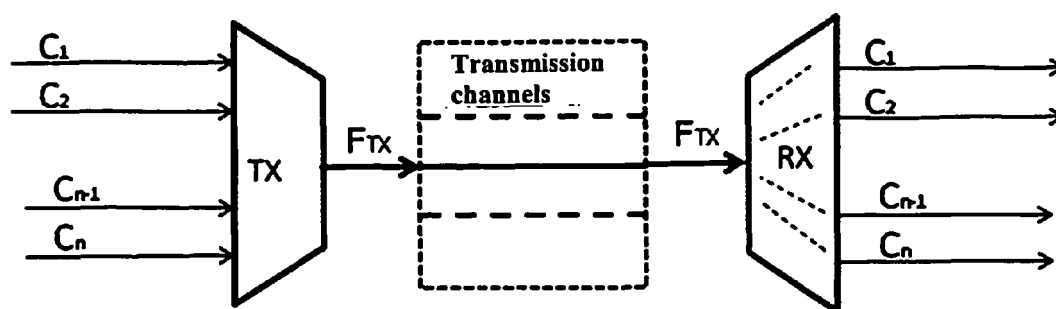 C₁
C₂
Cₙ₋₁
Cₙ
TX
FTX
Transmission
channels
FTX
RX
C₁
C₂
Cₙ₋₁
Cₙ